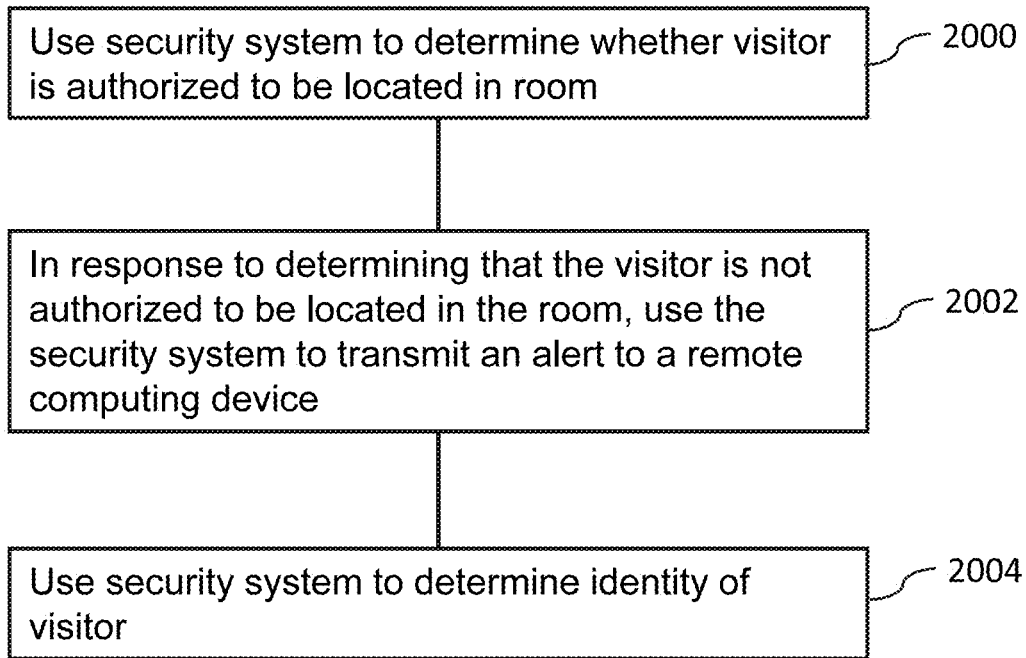 Use security system to determine whether visitor
is authorized to be located in room
2000
In response to determining that the visitor is not
authorized to be located in the room, use the
security system to transmit an alert to a remote
computing device
2002
Use security system to determine identity of
visitor
2004